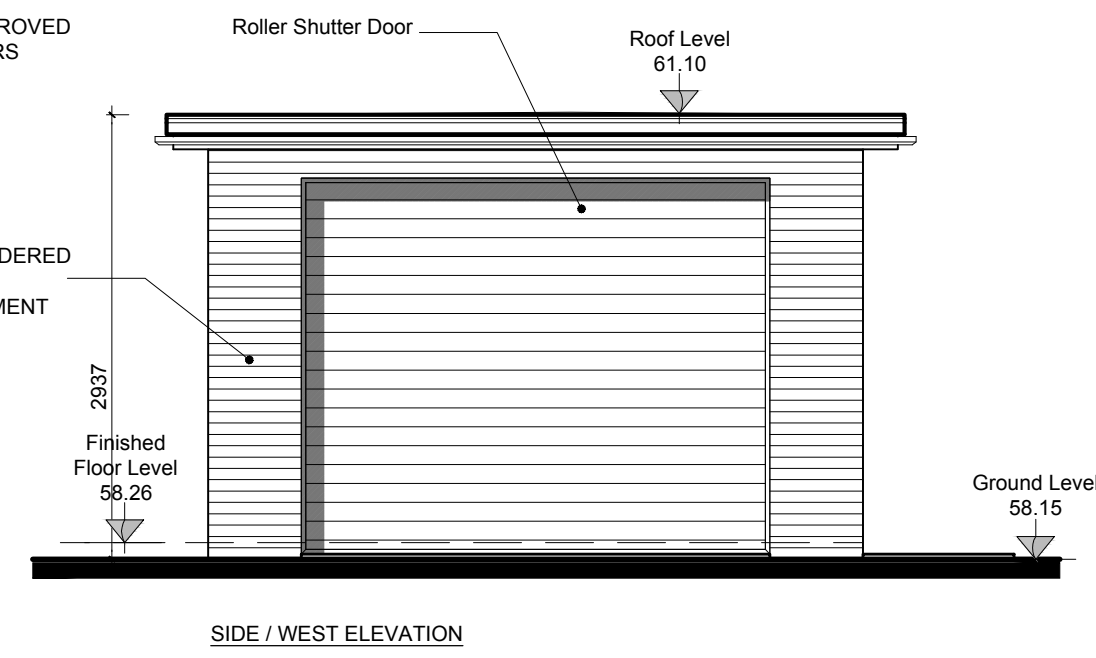 ROVED
RS
Roller Shutter Door
Roof Level
61.10
DERED
MENT
2937
Finished
Floor Level
58.26
Ground Level
58.15
SIDE / WEST ELEVATION